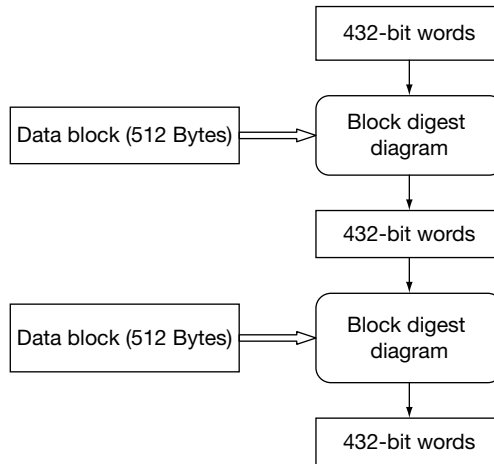 432-bit words
Data block (512 Bytes)
Block digest
diagram
432-bit words
Data block (512 Bytes)
Block digest
diagram
432-bit words